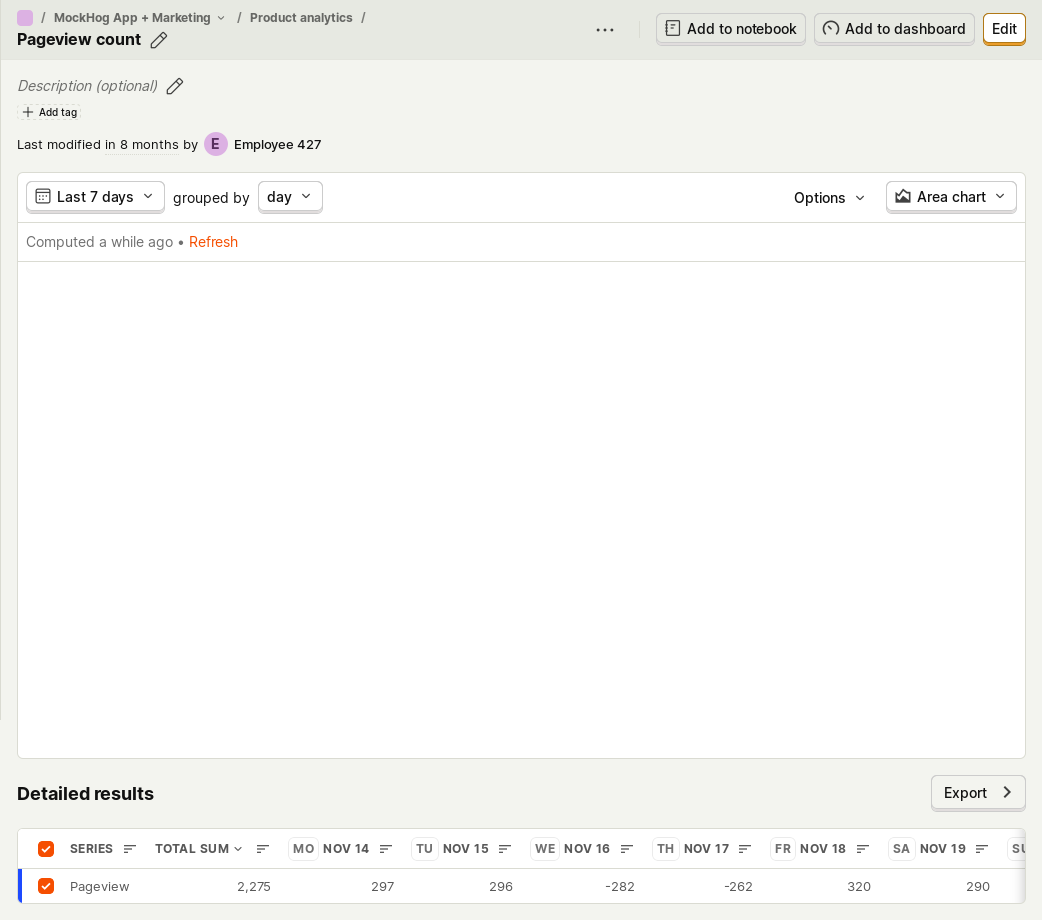 / MockHog App + Marketing / Product analytics /
Pageview count
Add to notebook
Add to dashboard
Edit
Description (optional)
Add tag
Last modified in 8 months by E Employee 427
Last 7 days grouped by day Options Area chart
Computed a while ago • Refresh
Detailed results
Export
SERIES TOTAL SUM MO NOV 14 TU NOV 15 WE NOV 16 TH NOV 17 FR NOV 18 SA NOV 19
Pageview 2,275 297 296 -282 -262 320 290